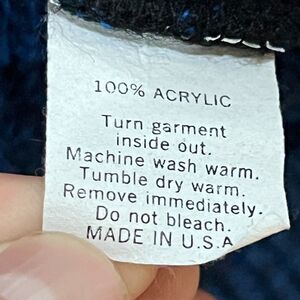 100% ACRYLIC
Turn garment
inside out.
Machine wash warm.
Tumble dry warm.
Remove immediately.
Do not bleach.
MADE IN U.S.A